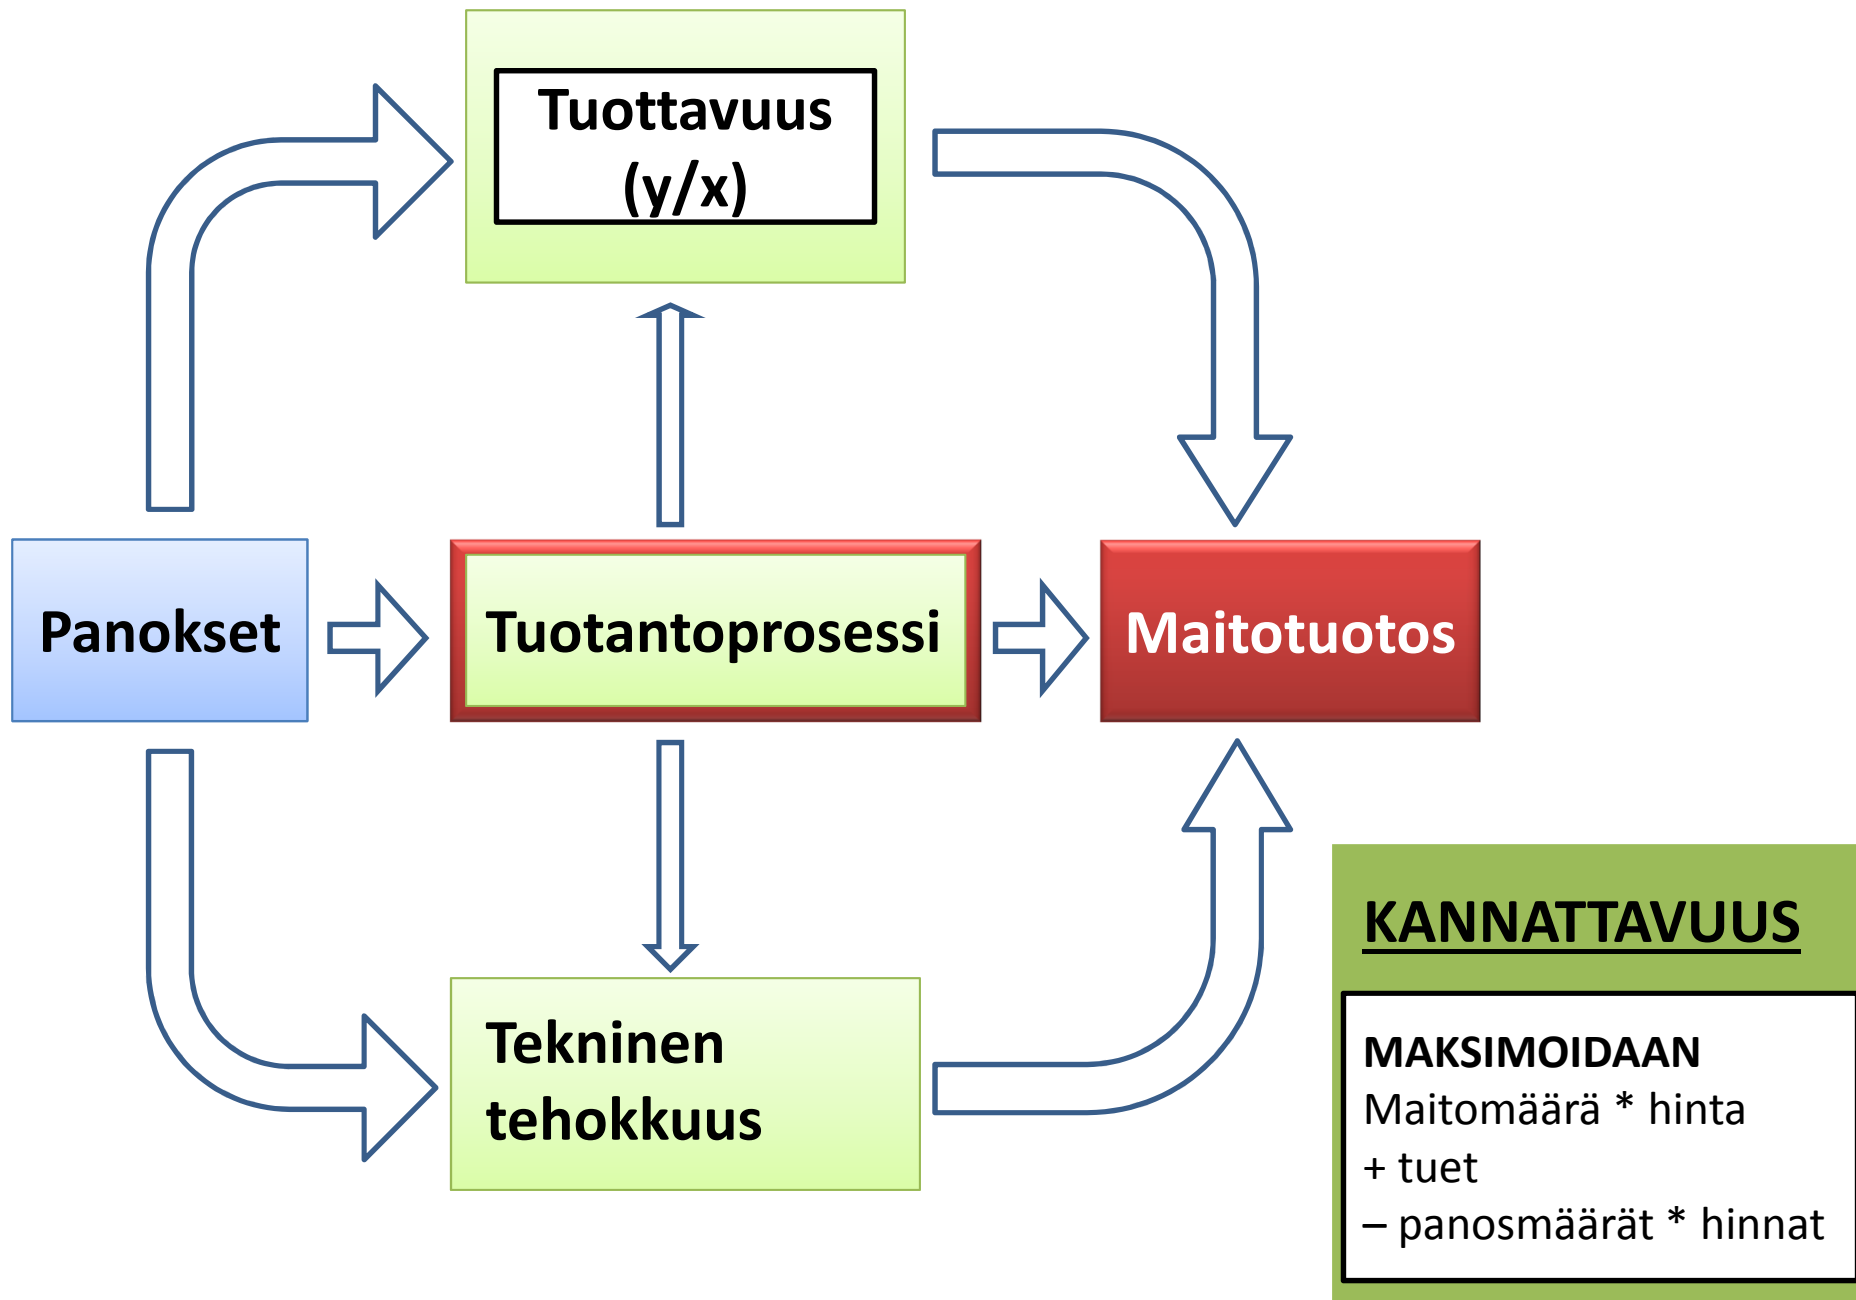 Tuottavuus
(y/x)
Panokset
Tuotantoprosessi
Maitotuotos
Tekninen
tehokkuus
KANNATTAVUUS
MAKSIMOIDAAN
Maitomäärä * hinta
+ tuet
– panosmäärät * hinnat